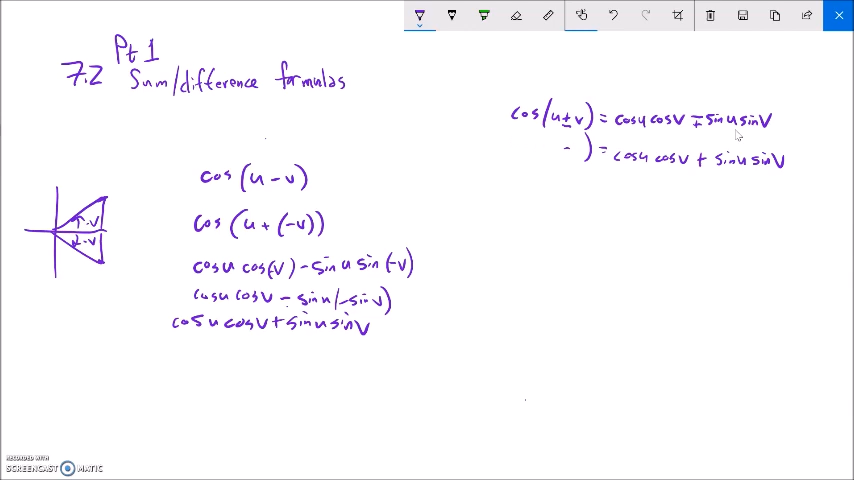 Pt 1
7.2 Sum/difference formulas
cos(u ± v) = cosu cosv ∓ sinu sinv
- ) = cosu cosv + sinu sinv
cos (u - v)
cos (u + (-v))
cosu cos(-v) - sin u sin (-v)
cosu cosv - sinu (-sinv)
cosu cosv + sinu sinv
v
-v
RECORDED WITH
SCREENCAST MATIC